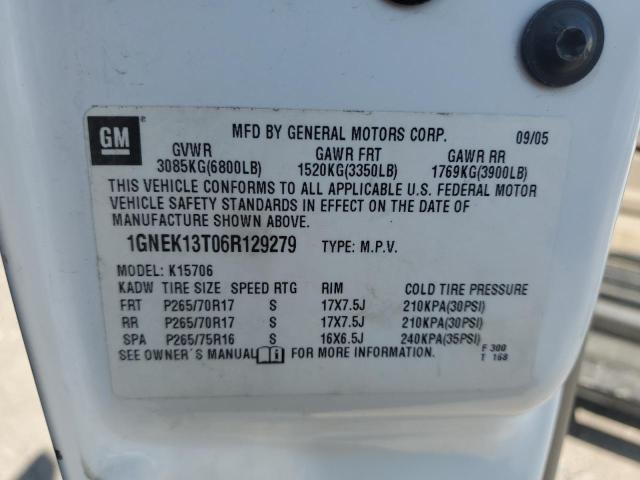 GM ®
MFD BY GENERAL MOTORS CORP. 09/05
GVWR GAWR FRT GAWR RR
3085KG(6800LB) 1520KG(3350LB) 1769KG(3900LB)
THIS VEHICLE CONFORMS TO ALL APPLICABLE U.S. FEDERAL MOTOR
VEHICLE SAFETY STANDARDS IN EFFECT ON THE DATE OF
MANUFACTURE SHOWN ABOVE.
1GNEK13T06R129279 TYPE: M.P.V.
MODEL: K15706
KADW TIRE SIZE SPEED RTG RIM COLD TIRE PRESSURE
FRT P265/70R17 S 17X7.5J 210KPA(30PSI)
RR P265/70R17 S 17X7.5J 210KPA(30PSI)
SPA P265/75R16 S 16X6.5J 240KPA(35PSI)
SEE OWNER'S MANUAL FOR MORE INFORMATION. F 300
T 168